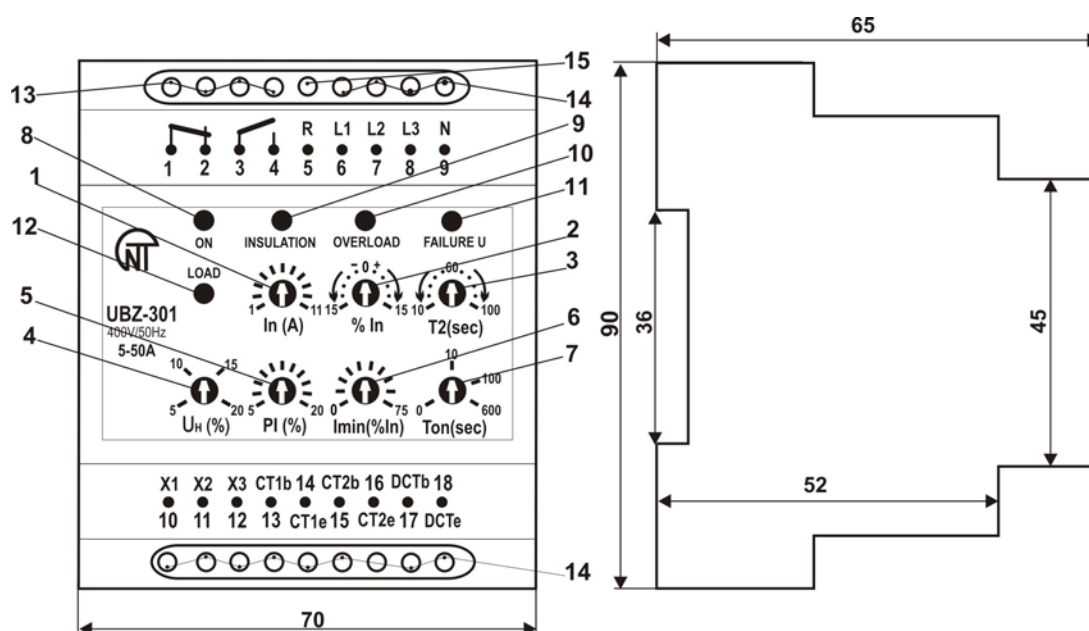 65
13
15
14
R L1 L2 L3 N
1 2 3 4 5 6 7 8 9
8
9
1
10
12
11
ON INSULATION OVERLOAD FAILURE U
NT
LOAD
2
3
- 0 +
60
1 11 15 15 10 100
In (A) % In T2(sec)
UBZ-301
400V/50Hz
5-50A
5
4
6
7
90
36
45
10 15
10
100
5 20 5 20 0 75 0 600
UH (%) PI (%) Imin(%In) Ton(sec)
X1 X2 X3 CT1b 14 CT2b 16 DCTb 18
10 11 12 13 CT1e 15 CT2e 17 DCTe
52
14
70